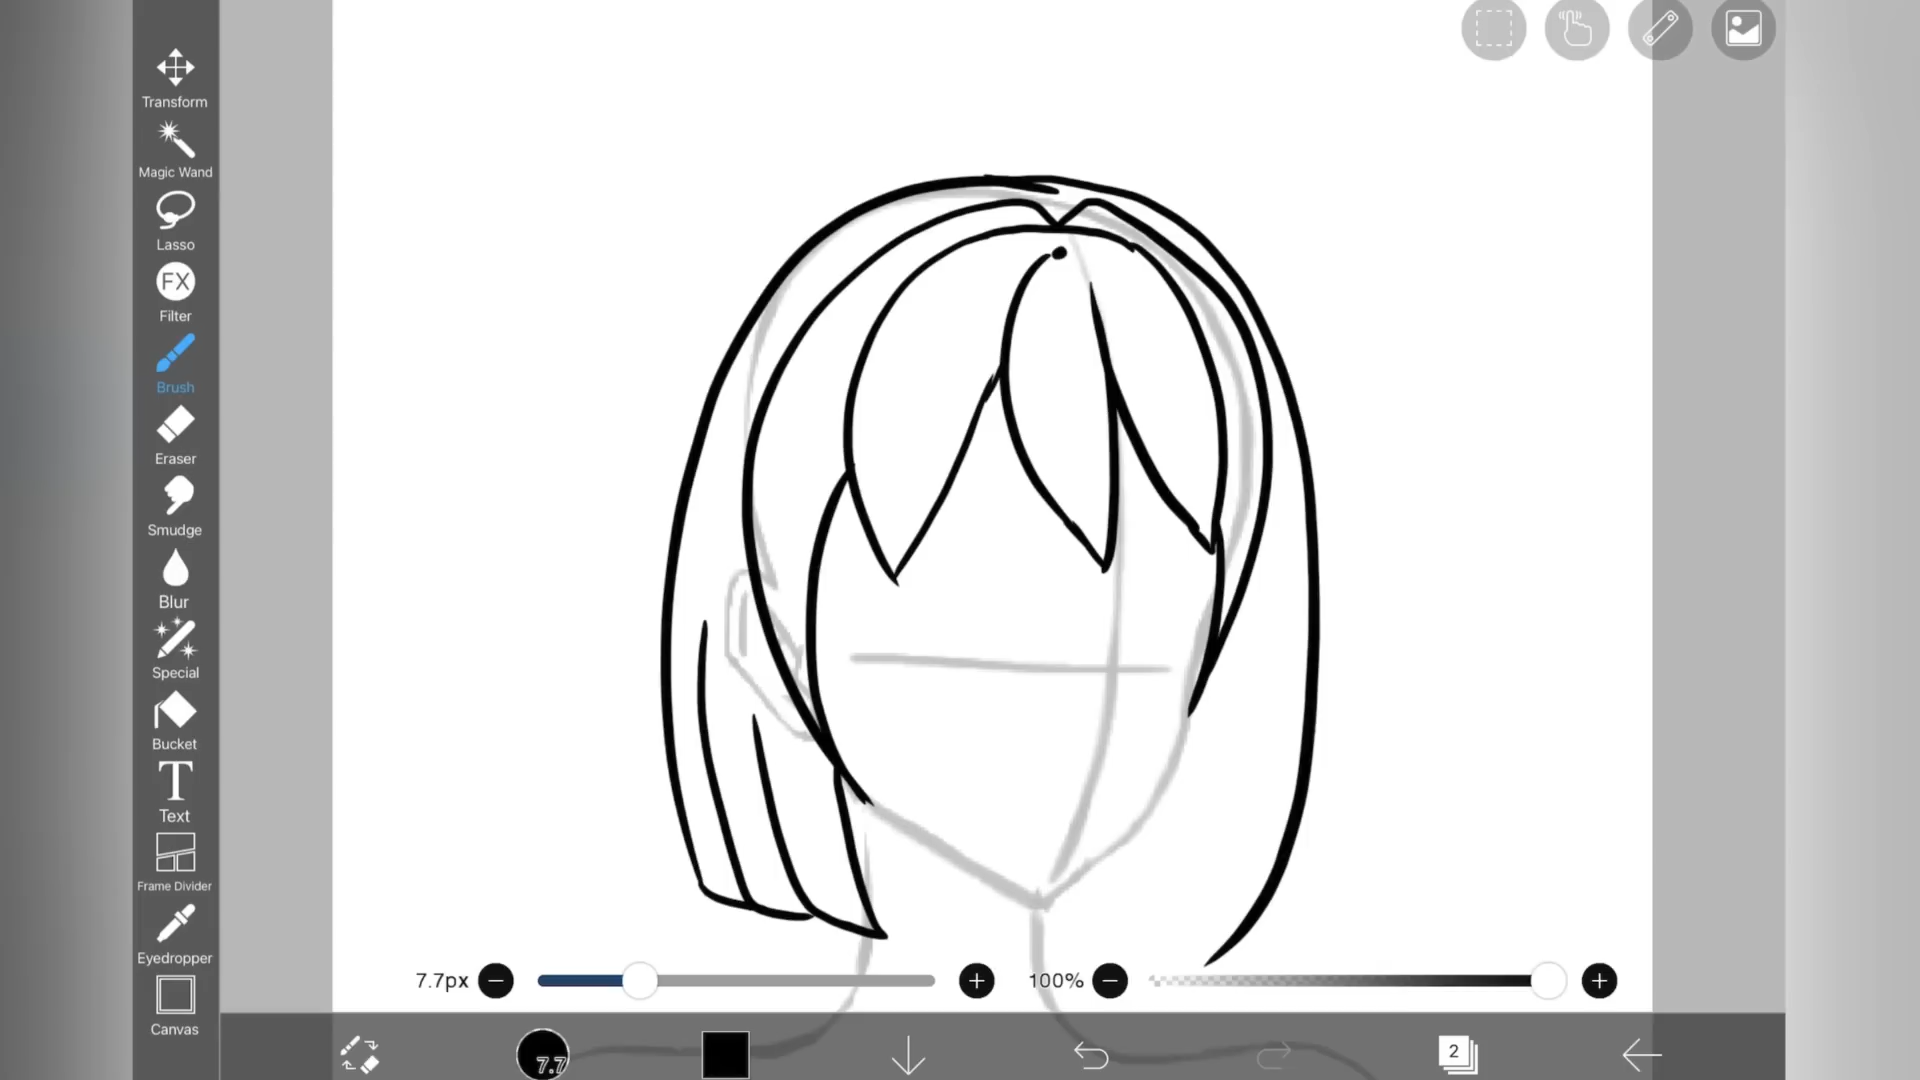 Transform
Magic Wand
Lasso
FX
Filter
Brush
Eraser
Smudge
Blur
Special
Bucket
T
Text
Frame Divider
Eyedropper
Canvas
7.7px
100%
7.7
2